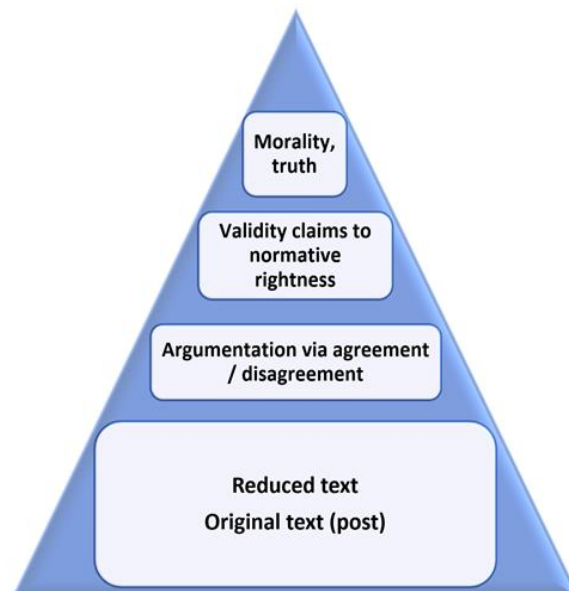 Morality,
truth
Validity claims to
normative
rightness
Argumentation via agreement
/ disagreement
Reduced text
Original text (post)